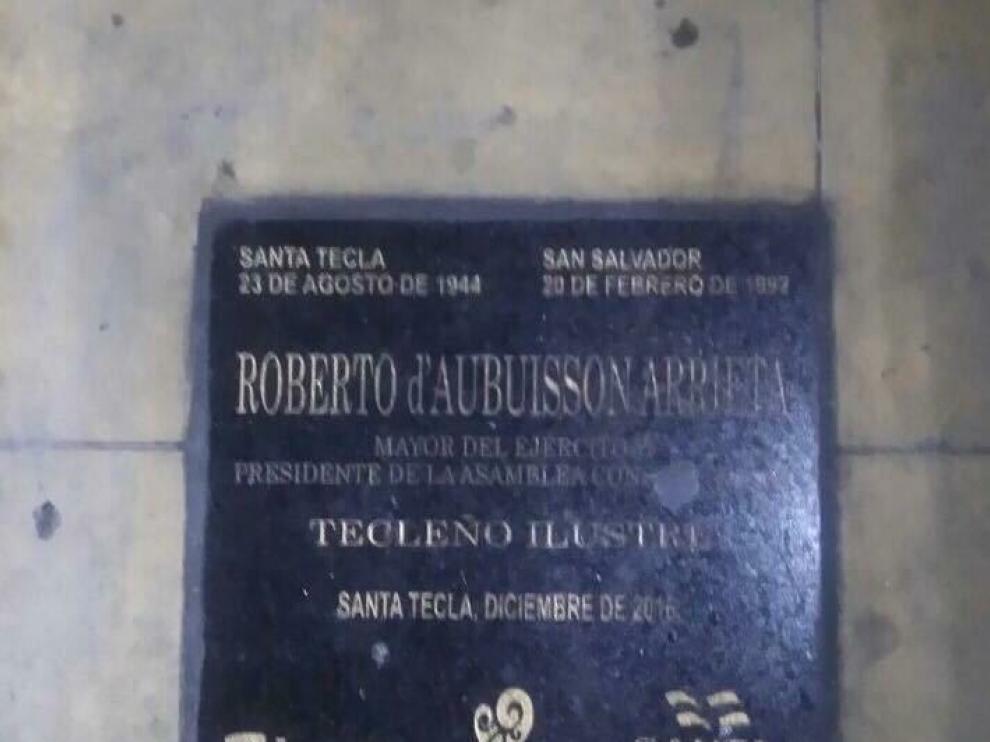 SANTA TECLA
23 DE AGOSTO DE 1944
SAN SALVADOR
20 DE FEBRERO DE 1992
ROBERTO d'AUBUISSON ARRIETA
MAYOR DEL EJERCITO
PRESIDENTE DE LA ASAMBLEA
TECLEÑO ILUSTRE
SANTA TECLA, DICIEMBRE DE 2016